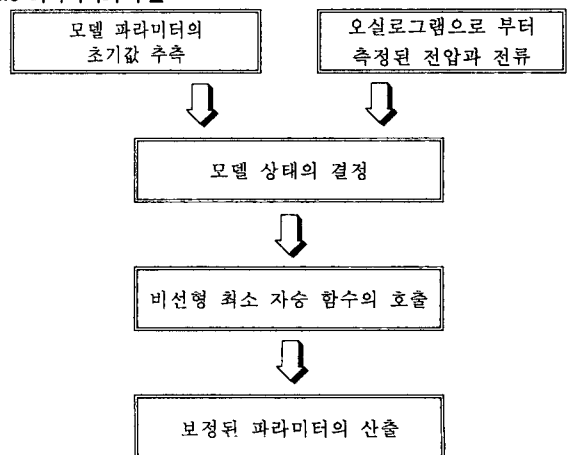 모델 파라미터의
초기값 추측
오실로그램으로 부터
측정된 전압과 전류
모델 상태의 결정
비선형 최소 자승 함수의 호출
보정된 파라미터의 산출